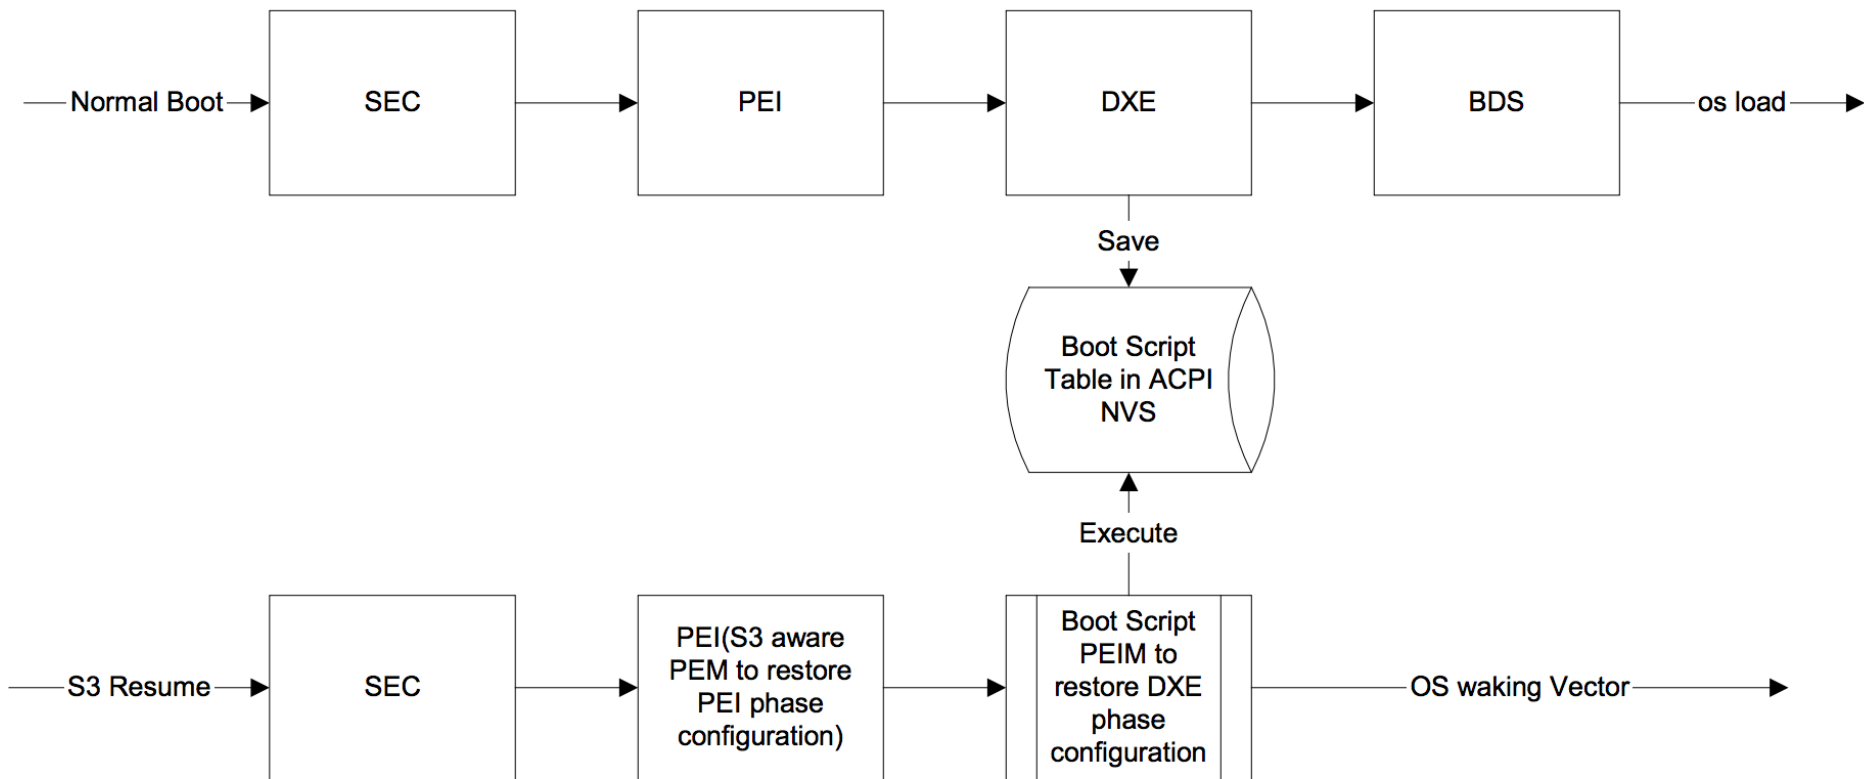 Normal Boot
SEC
PEI
DXE
BDS
os load
Save
Boot Script
Table in ACPI
NVS
Execute
S3 Resume
SEC
PEI(S3 aware
PEM to restore
PEI phase
configuration)
Boot Script
PEIM to
restore DXE
phase
configuration
OS waking Vector